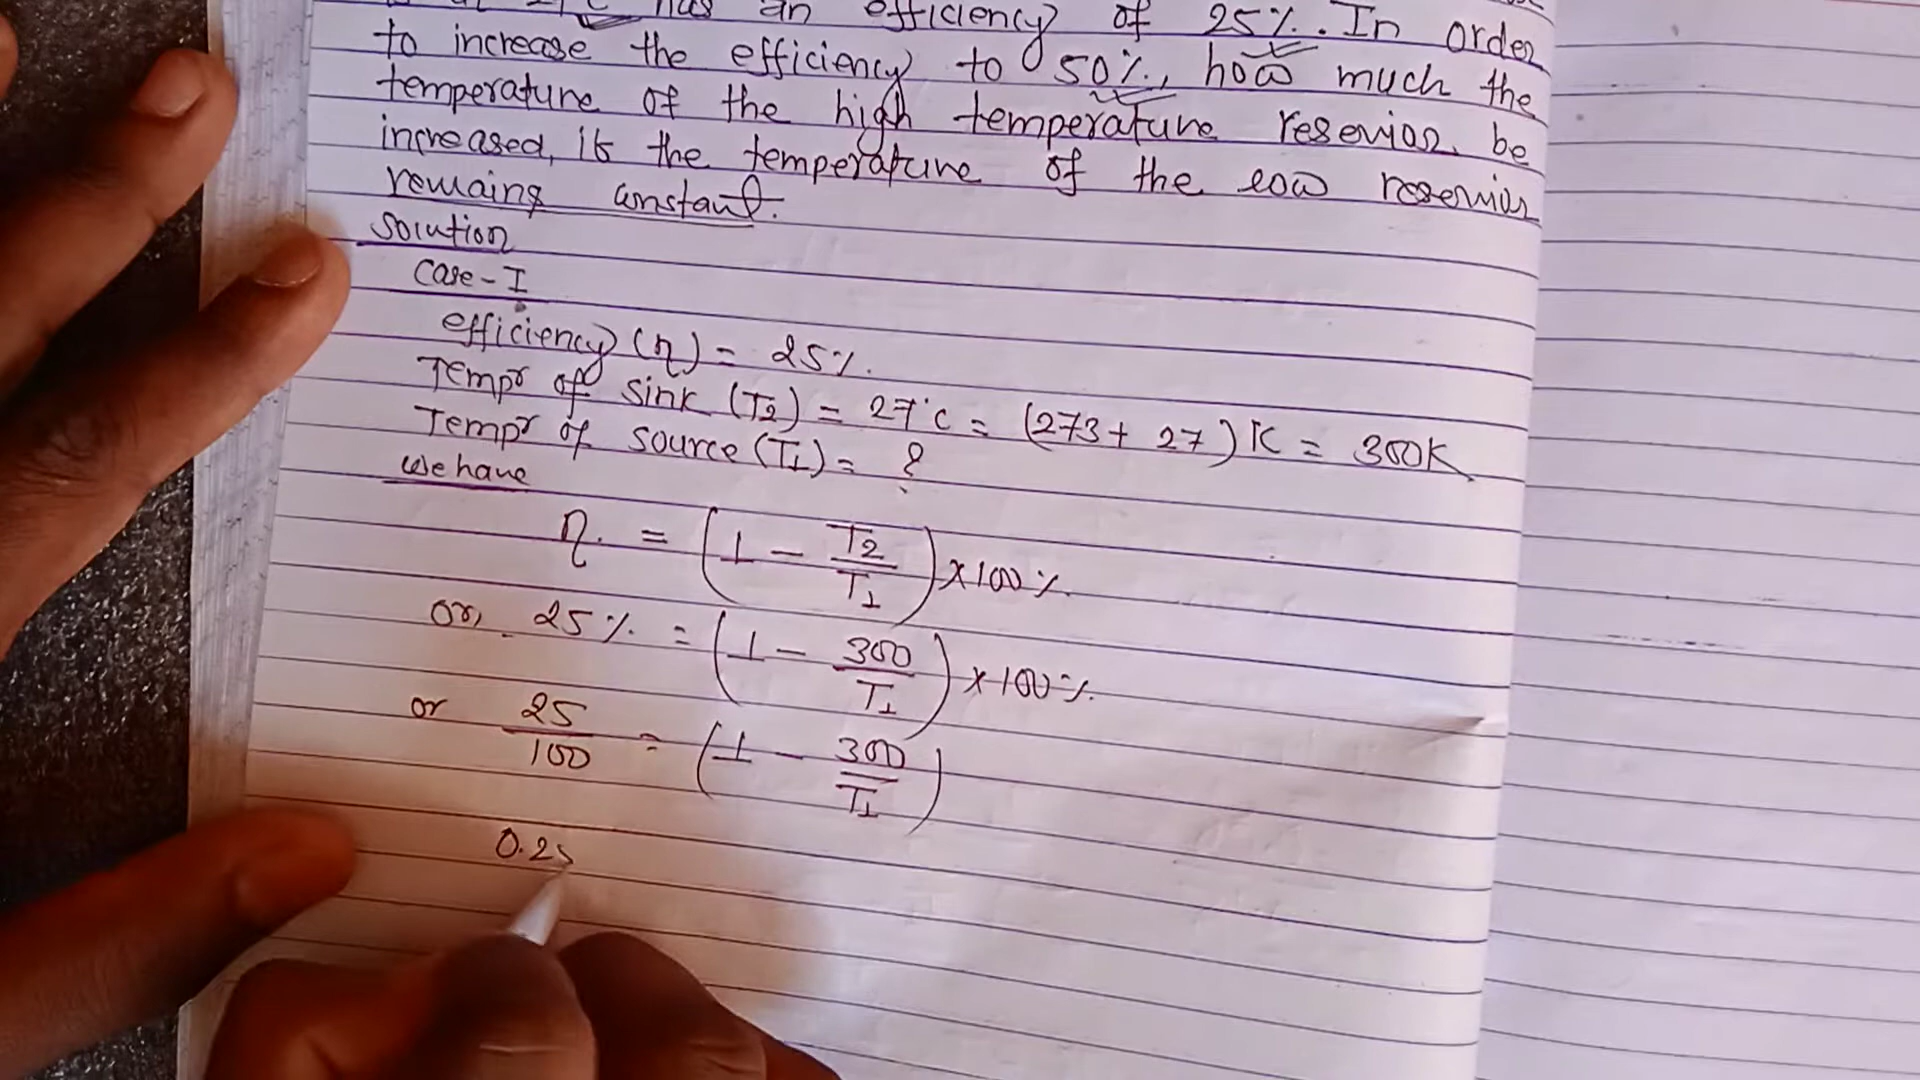 has an efficiency of 25%. In order
to increase the efficiency to 50%, how much the
temperature of the high temperature reservior be
increased, if the temperature of the low reservior
remains constant.
Solution
Case-I
efficiency (η) = 25%.
Tempr of sink (T2) = 27°C = (273 + 27) K = 300K
Tempr of source (T1) = ?
We have
η = (1 - T2/T1) × 100%.
or, 25% = (1 - 300/T1) × 100%.
or 25/100 = (1 - 300/T1)
0.25